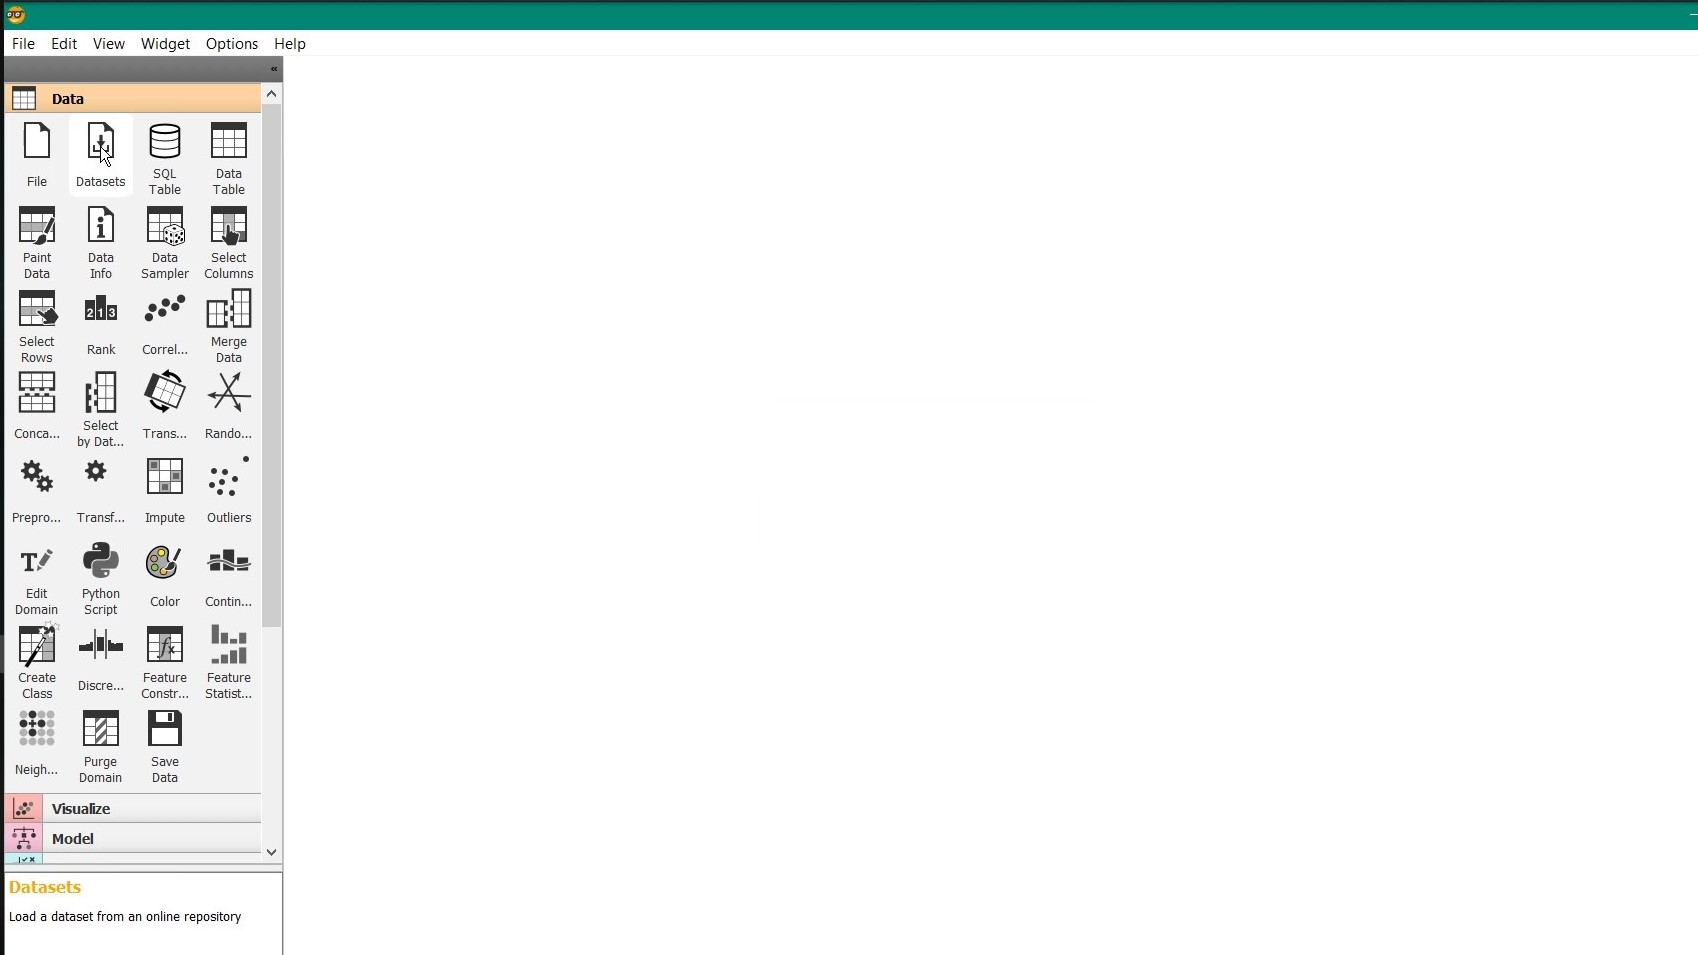 File Edit View Widget Options Help
«
Data
File Datasets SQL Table Data Table
Paint Data Data Info Data Sampler Select Columns
213
Select Rows Rank Correl... Merge Data
Conca... Select by Dat... Trans... Rando...
Prepro... Transf... Impute Outliers
Edit Domain Python Script Color Contin...
Create Class Discre... Feature Constr... Feature Statist...
Neigh... Purge Domain Save Data
Visualize
Model
Datasets
Load a dataset from an online repository